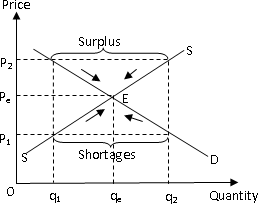 Price
Surplus
S
P2
Pe
E
P1
S
Shortages
D
O
q1
qe
q2
Quantity